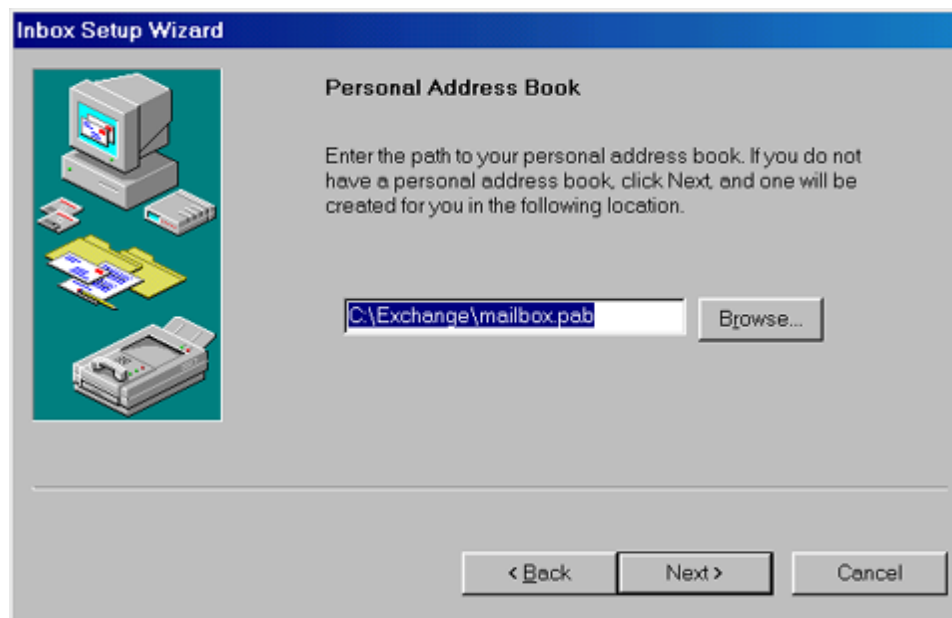 Inbox Setup Wizard
Personal Address Book
Enter the path to your personal address book. If you do not
have a personal address book, click Next, and one will be
created for you in the following location.
C:\Exchange\mailbox.pab
Browse...
< Back
Next >
Cancel